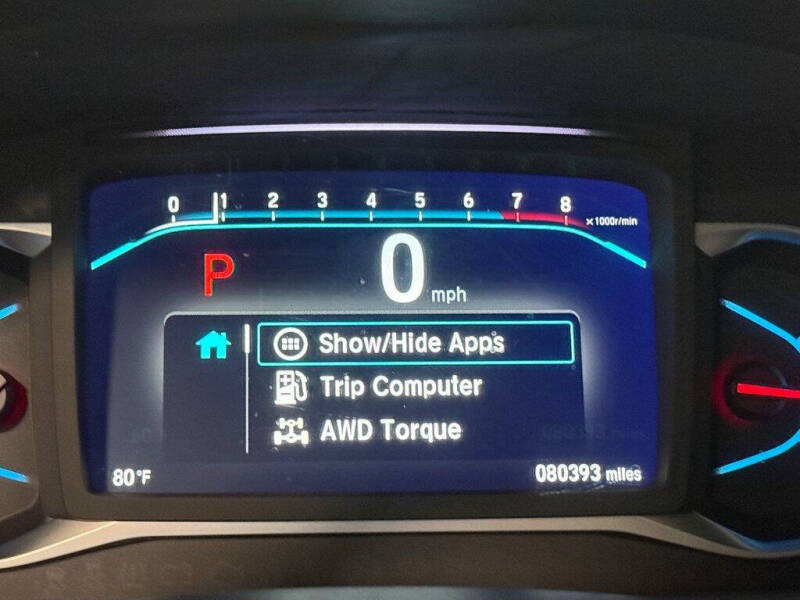 0 1 2 3 4 5 6 7 8
×1000r/min
P
0 mph
Show/Hide Apps
Trip Computer
AWD Torque
80°F
080393 miles